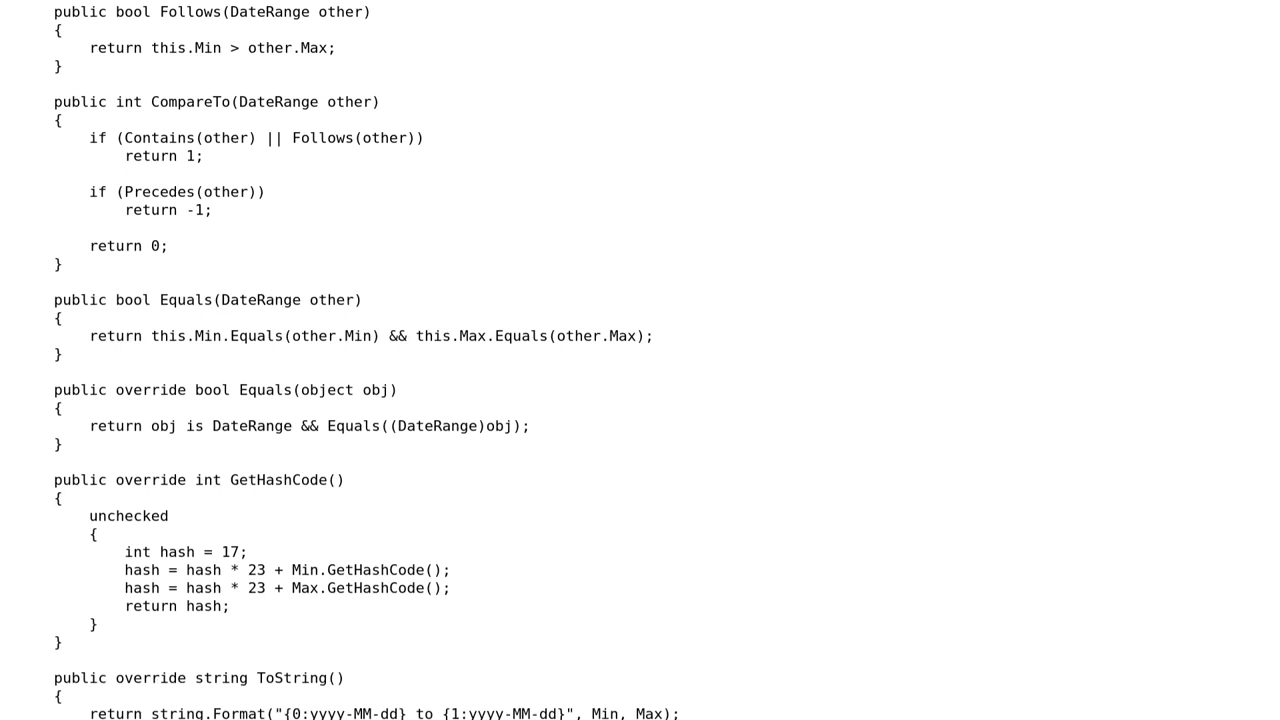 public bool Follows(DateRange other)
{
return this.Min > other.Max;
}
public int CompareTo(DateRange other)
{
if (Contains(other) || Follows(other))
return 1;
if (Precedes(other))
return -1;
return 0;
}
public bool Equals(DateRange other)
{
return this.Min.Equals(other.Min) && this.Max.Equals(other.Max);
}
public override bool Equals(object obj)
{
return obj is DateRange && Equals((DateRange)obj);
}
public override int GetHashCode()
{
unchecked
{
int hash = 17;
hash = hash * 23 + Min.GetHashCode();
hash = hash * 23 + Max.GetHashCode();
return hash;
}
}
public override string ToString()
{
return string.Format("{0:yyyy-MM-dd} to {1:yyyy-MM-dd}", Min, Max);